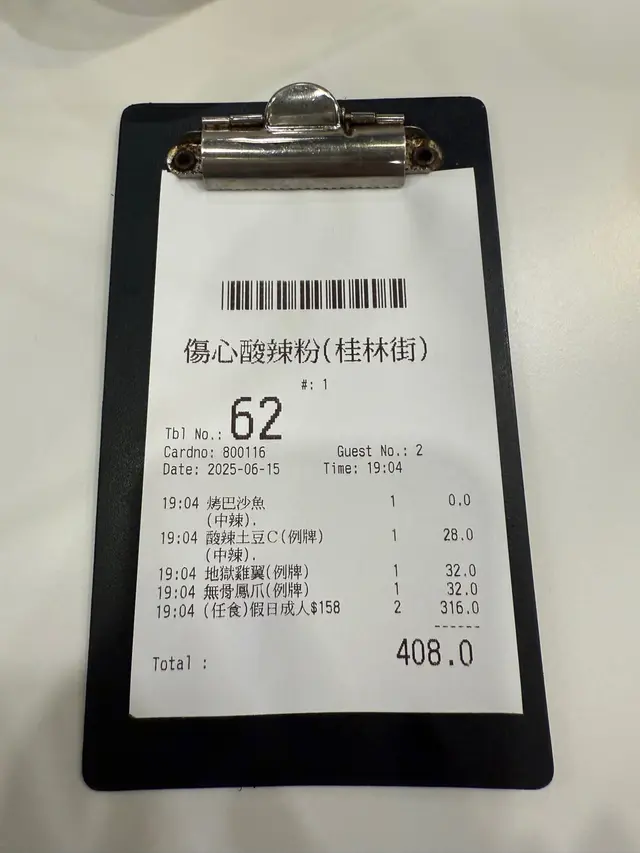 傷心酸辣粉(桂林街)
#: 1
Tbl No.: 62
Cardno: 800116 Guest No.: 2
Date: 2025-06-15 Time: 19:04
19:04 烤巴沙魚 1 0.0
(中辣).
19:04 酸辣土豆C(例牌) 1 28.0
(中辣).
19:04 地獄雞翼(例牌) 1 32.0
19:04 無骨鳳爪(例牌) 1 32.0
19:04 (任食)假日成人$158 2 316.0
------
Total : 408.0